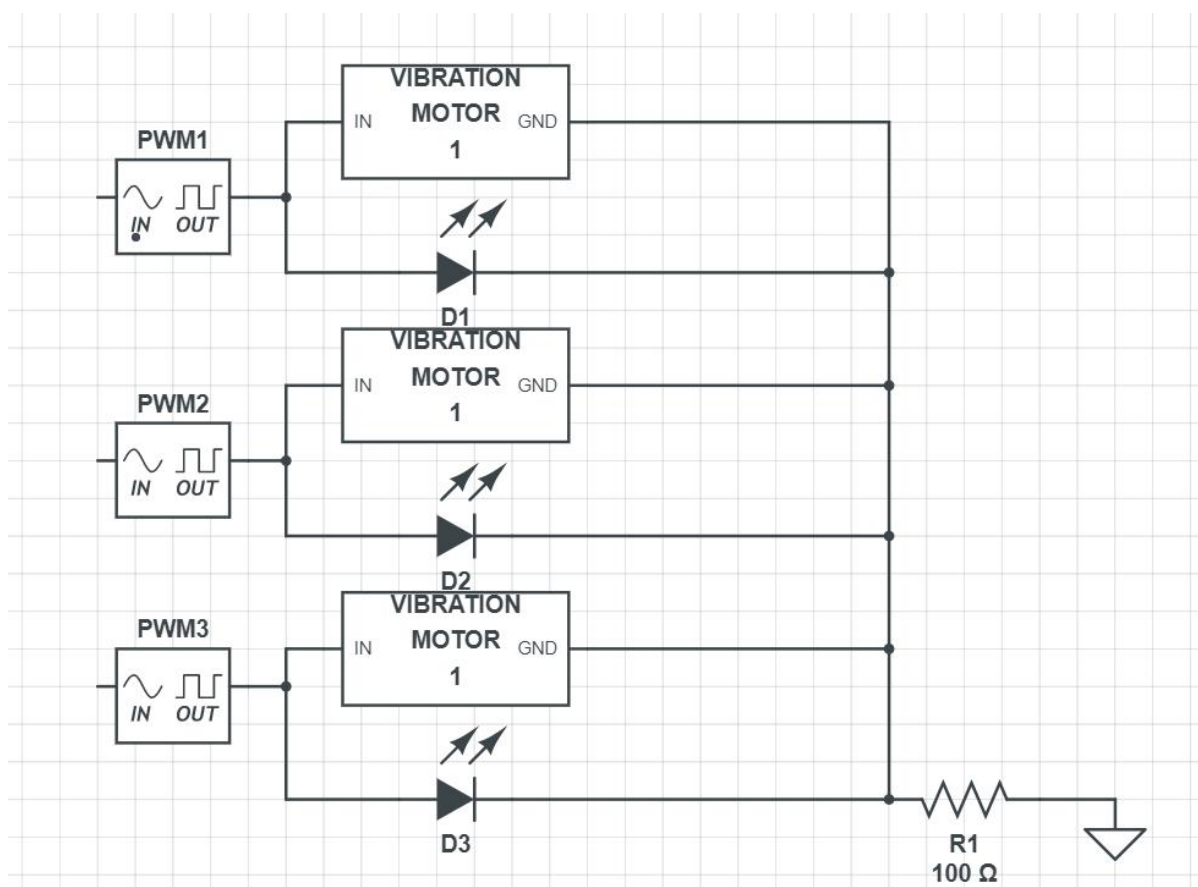 VIBRATION
MOTOR
1
IN
GND
PWM1
IN
OUT
D1
VIBRATION
MOTOR
1
IN
GND
PWM2
IN
OUT
D2
VIBRATION
MOTOR
1
IN
GND
PWM3
IN
OUT
D3
R1
100 Ω